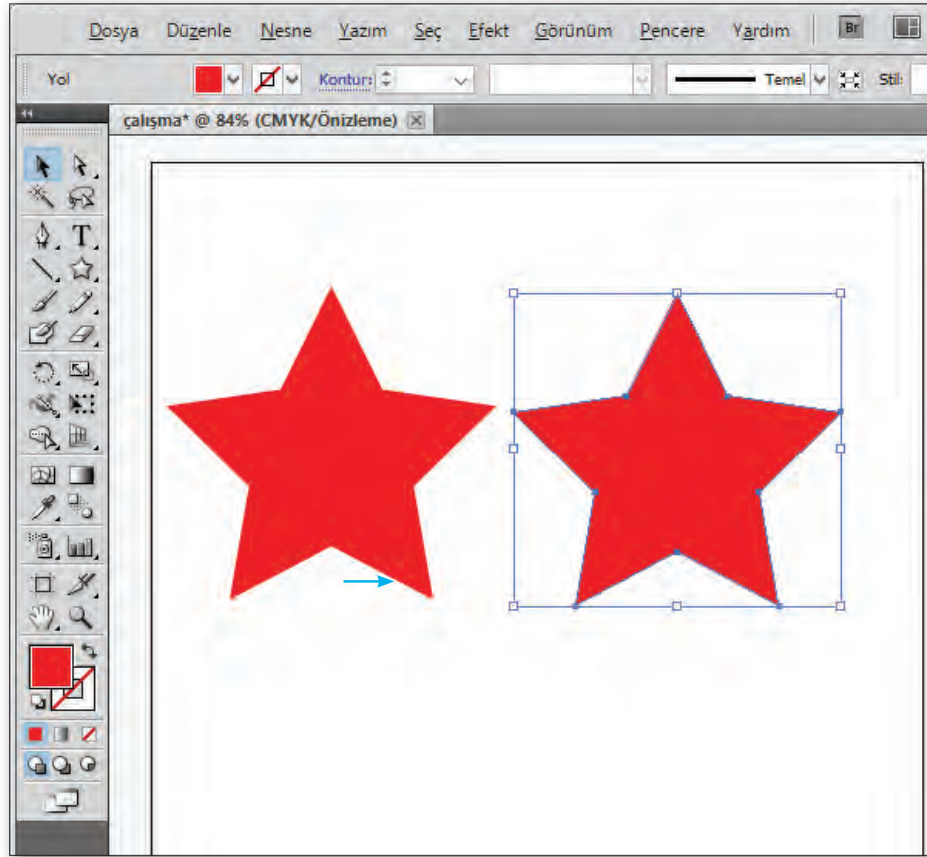 Dosya Düzenle Nesne Yazım Seç Efekt Görünüm Pencere Yardım Br
Yol Kontur: Temel Stil:
çalışma* @ 84% (CMYK/Önizleme)
T